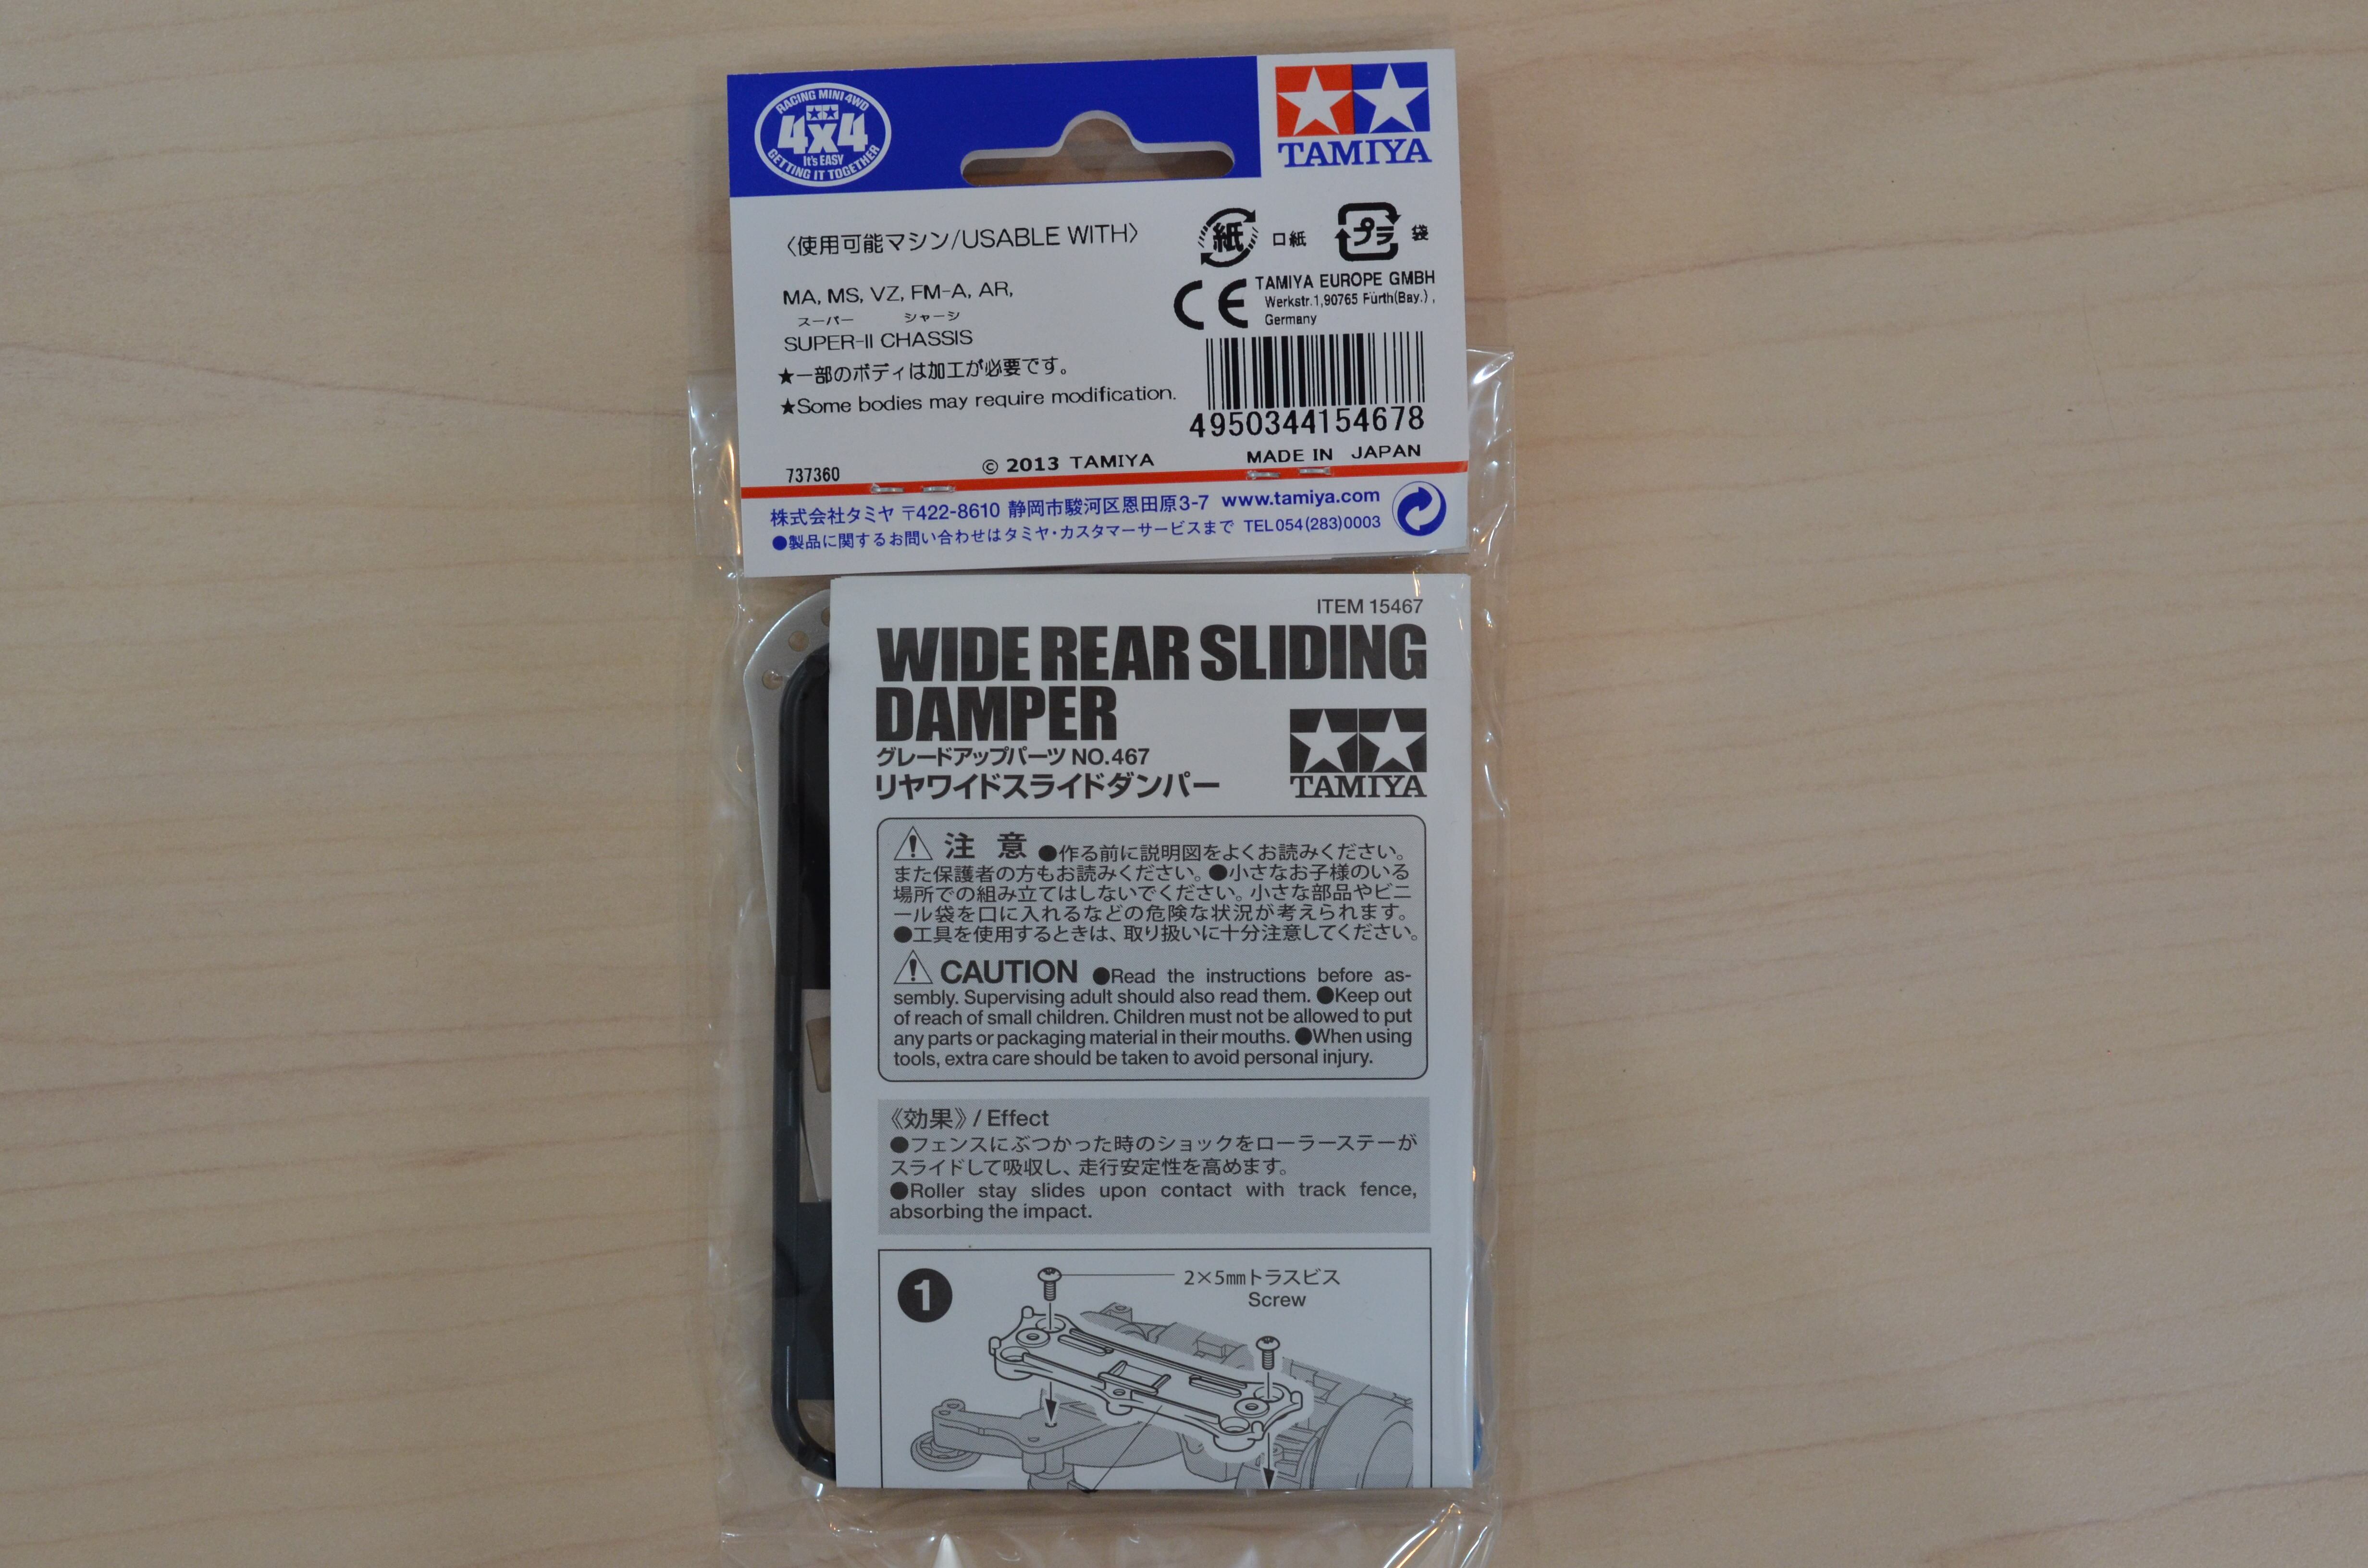 RACING MINI 4WD
4x4
It's EASY
GETTING IT TOGETHER
TAMIYA
〈使用可能マシン/USABLE WITH〉
MA, MS, VZ, FM-A, AR,
スーパー シャーシ
SUPER-II CHASSIS
★一部のボディは加工が必要です。
★Some bodies may require modification.
紙 口紙 プラ 袋
CE TAMIYA EUROPE GMBH
Werkstr.1,90765 Fürth(Bay.),
Germany
4950344154678
737360 © 2013 TAMIYA MADE IN JAPAN
株式会社タミヤ 〒422-8610 静岡市駿河区恩田原3-7 www.tamiya.com
●製品に関するお問い合わせはタミヤ・カスタマーサービスまで TEL054(283)0003
ITEM 15467
WIDE REAR SLIDING
DAMPER
グレードアップパーツ NO.467
リヤワイドスライドダンパー
TAMIYA
注 意 ●作る前に説明図をよくお読みください。
また保護者の方もお読みください。●小さなお子様のいる
場所での組み立てはしないでください。小さな部品やビニ
ール袋を口に入れるなどの危険な状況が考えられます。
●工具を使用するときは、取り扱いに十分注意してください。
CAUTION ●Read the instructions before as-
sembly. Supervising adult should also read them. ●Keep out
of reach of small children. Children must not be allowed to put
any parts or packaging material in their mouths. ●When using
tools, extra care should be taken to avoid personal injury.
《効果》/ Effect
●フェンスにぶつかった時のショックをローラーステーが
スライドして吸収し、走行安定性を高めます。
●Roller stay slides upon contact with track fence,
absorbing the impact.
1
2×5㎜トラスビス
Screw